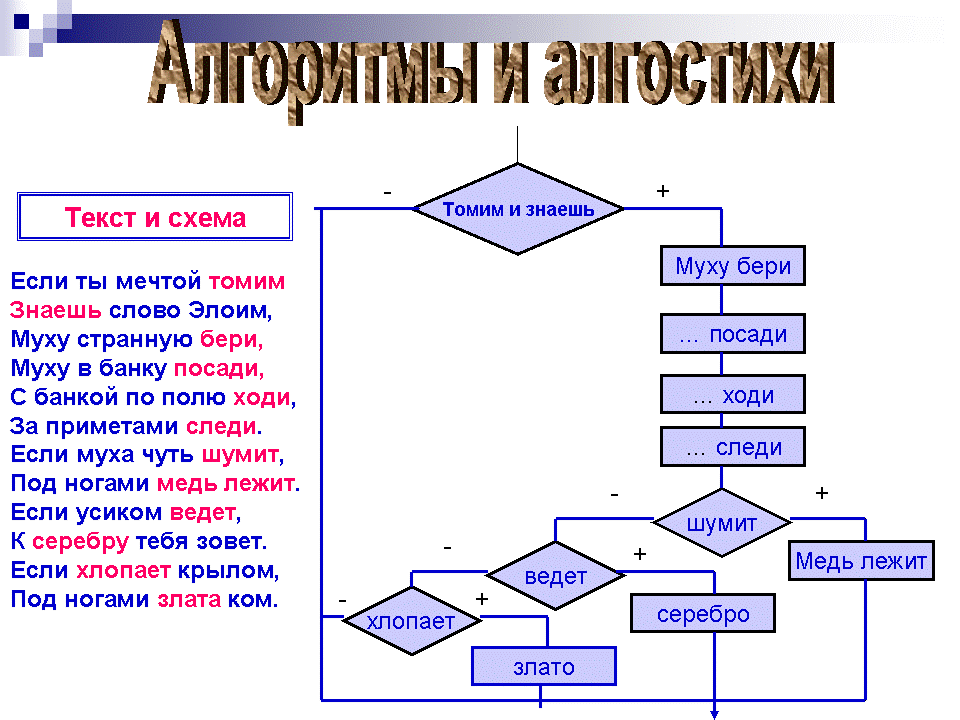 Алгоритмы и алгостихи
Текст и схема
Если ты мечтой томим
Знаешь слово Элоим,
Муху странную бери,
Муху в банку посади,
С банкой по полю ходи,
За приметами следи.
Если муха чуть шумит,
Под ногами медь лежит.
Если усиком ведет,
К серебру тебя зовет.
Если хлопает крылом,
Под ногами злата ком.
-
+
Томим и знаешь
Муху бери
... посади
... ходи
... следи
-
+
шумит
Медь лежит
-
+
ведет
серебро
-
+
хлопает
злато